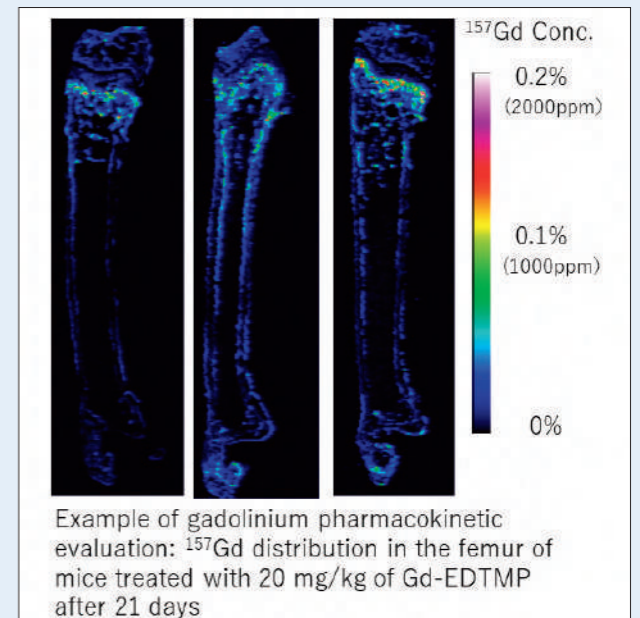 ¹⁵⁷Gd Conc.
0.2%
(2000ppm)
0.1%
(1000ppm)
0%
Example of gadolinium pharmacokinetic
evaluation: ¹⁵⁷Gd distribution in the femur of
mice treated with 20 mg/kg of Gd-EDTMP
after 21 days